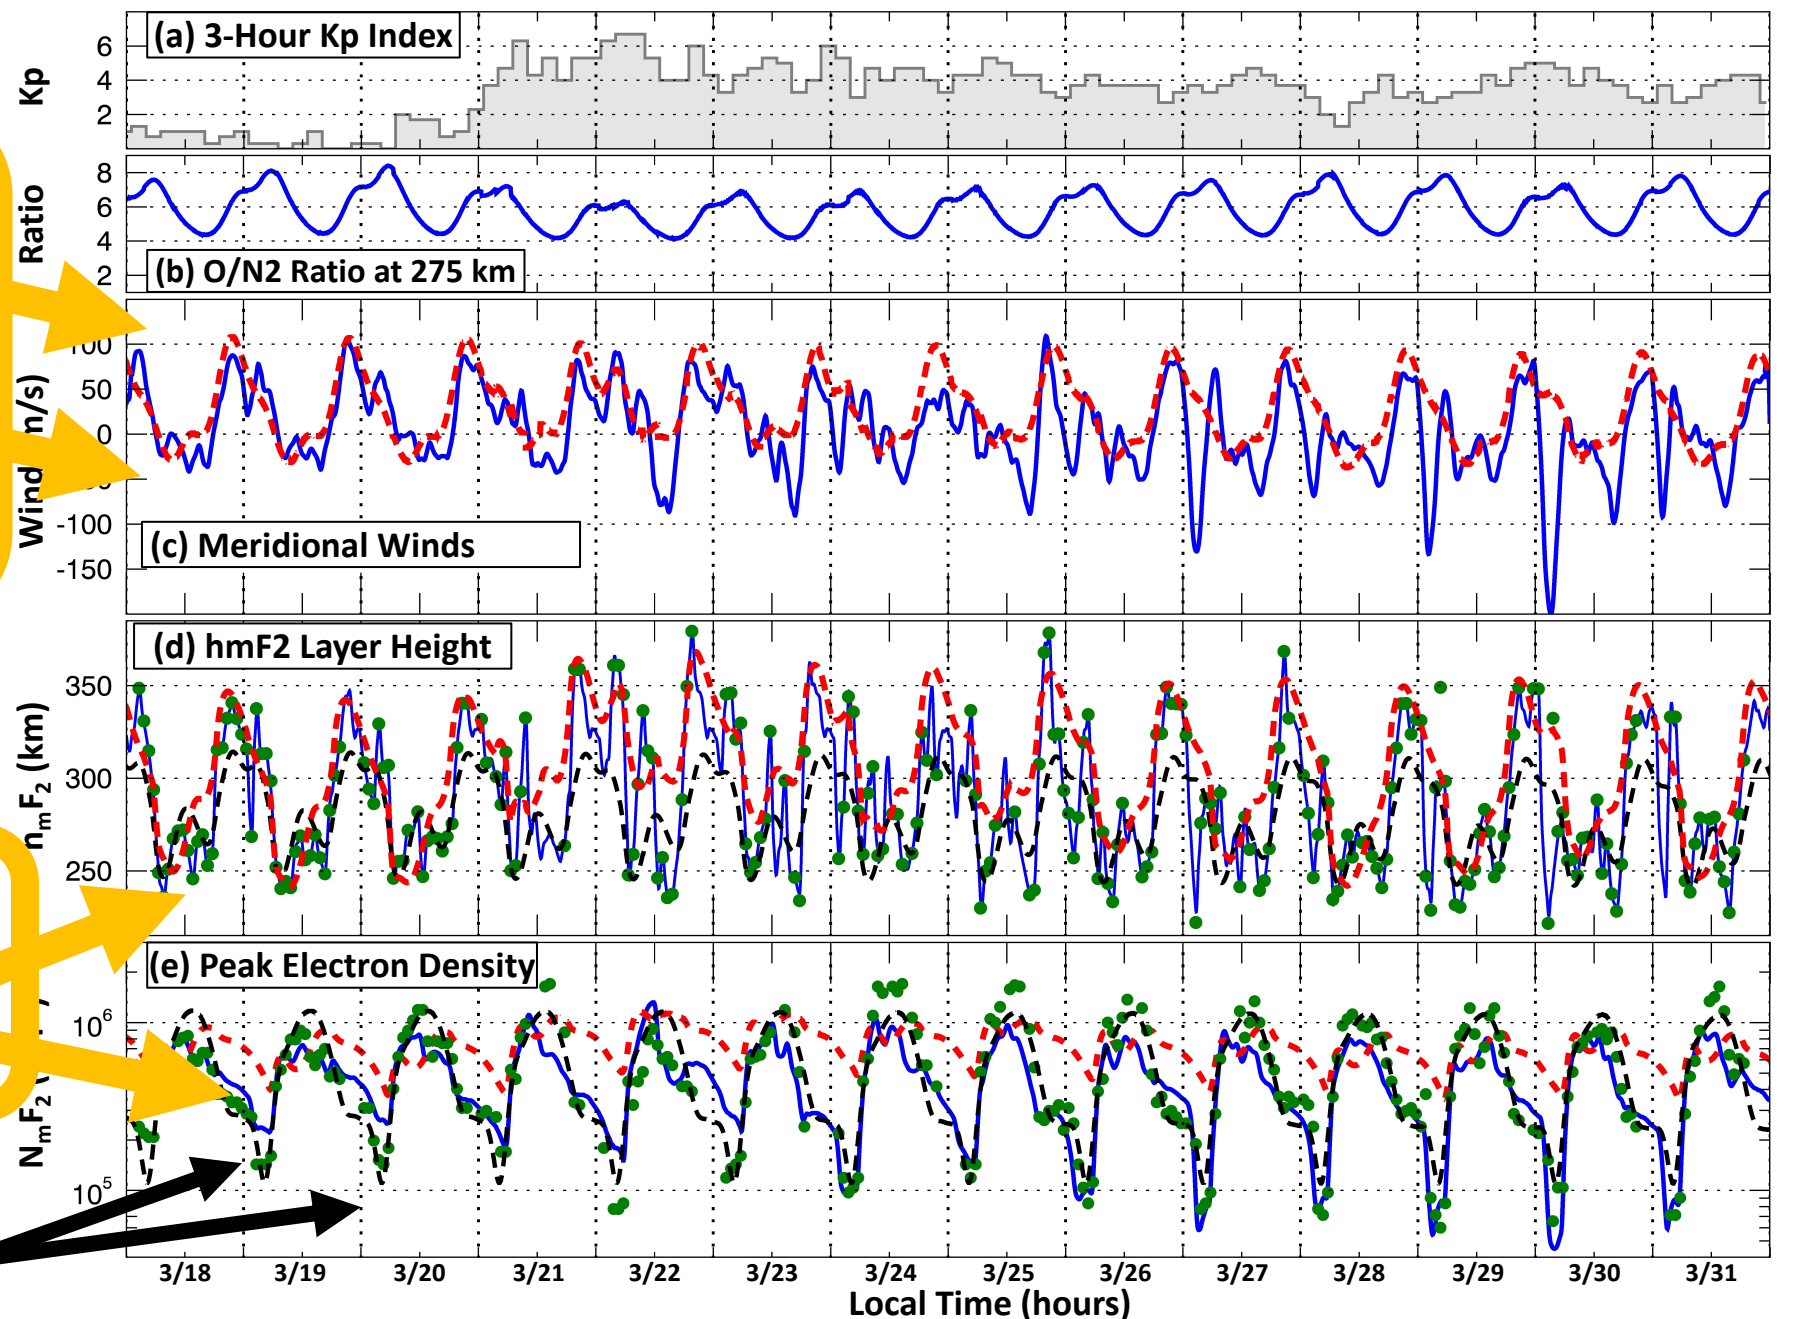 (a) 3-Hour Kp Index
Kp
6
4
2
Ratio
8
6
4
2
(b) O/N2 Ratio at 275 km
Wind m/s)
50
0
-100
-150
(c) Meridional Winds
(d) hmF2 Layer Height
mF2 (km)
350
300
250
(e) Peak Electron Density
NmF2
10^6
10^5
3/18 3/19 3/20 3/21 3/22 3/23 3/24 3/25 3/26 3/27 3/28 3/29 3/30 3/31
Local Time (hours)